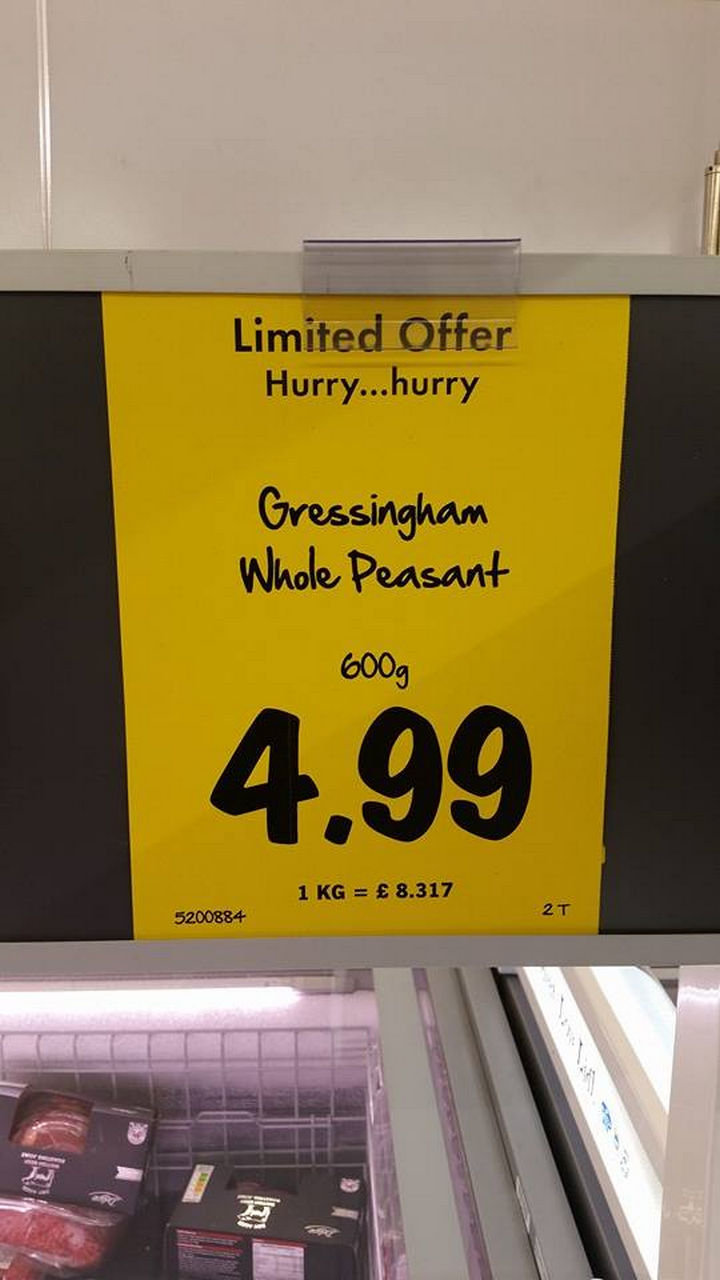 Limited Offer
Hurry...hurry
Gressingham
Whole Peasant
600g
4.99
1 KG = £ 8.317
5200884
2 T